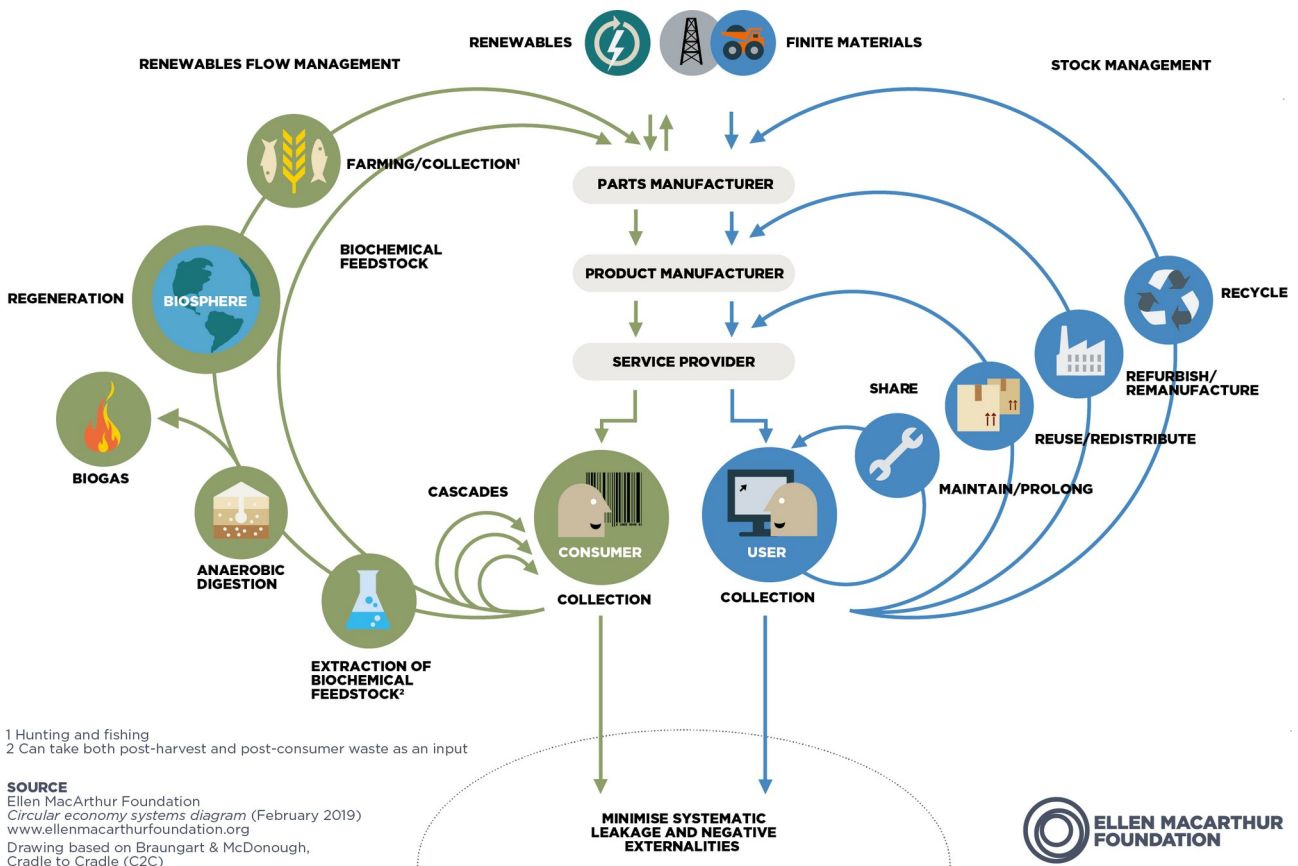 RENEWABLES
FINITE MATERIALS
RENEWABLES FLOW MANAGEMENT
STOCK MANAGEMENT
FARMING/COLLECTION¹
PARTS MANUFACTURER
BIOCHEMICAL
FEEDSTOCK
PRODUCT MANUFACTURER
REGENERATION
BIOSPHERE
RECYCLE
SERVICE PROVIDER
SHARE
REFURBISH/
REMANUFACTURE
REUSE/REDISTRIBUTE
BIOGAS
CASCADES
MAINTAIN/PROLONG
CONSUMER
USER
ANAEROBIC
DIGESTION
COLLECTION
COLLECTION
EXTRACTION OF
BIOCHEMICAL
FEEDSTOCK²
1 Hunting and fishing
2 Can take both post-harvest and post-consumer waste as an input
SOURCE
Ellen MacArthur Foundation
Circular economy systems diagram (February 2019)
www.ellenmacarthurfoundation.org
Drawing based on Braungart & McDonough,
Cradle to Cradle (C2C)
MINIMISE SYSTEMATIC
LEAKAGE AND NEGATIVE
EXTERNALITIES
ELLEN MACARTHUR
FOUNDATION